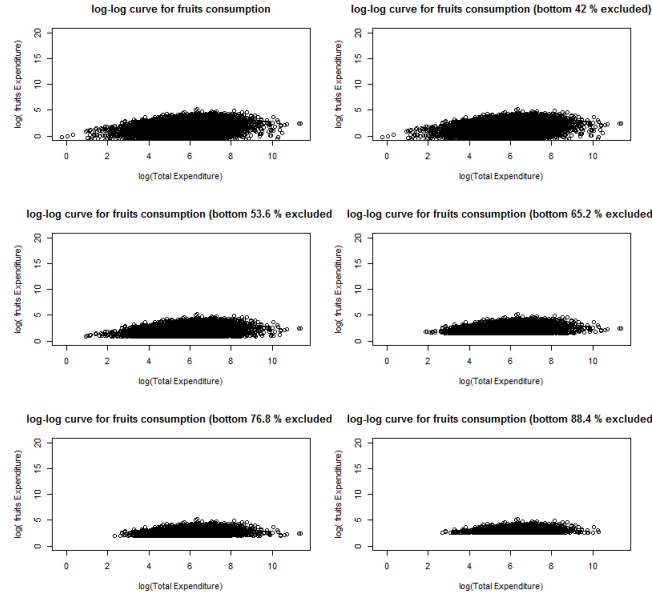 log-log curve for fruits consumption
log( fruits Expenditure)
20
15
10
5
0
0 2 4 6 8 10
log(Total Expenditure)
log-log curve for fruits consumption (bottom 42 % excluded)
log( fruits Expenditure)
20
15
10
5
0
0 2 4 6 8 10
log(Total Expenditure)
log-log curve for fruits consumption (bottom 53.6 % excluded
log( fruits Expenditure)
20
15
10
5
0
0 2 4 6 8 10
log(Total Expenditure)
log-log curve for fruits consumption (bottom 65.2 % excluded
log( fruits Expenditure)
20
15
10
5
0
0 2 4 6 8 10
log(Total Expenditure)
log-log curve for fruits consumption (bottom 76.8 % excluded
log( fruits Expenditure)
20
15
10
5
0
0 2 4 6 8 10
log(Total Expenditure)
log-log curve for fruits consumption (bottom 88.4 % excluded
log( fruits Expenditure)
20
15
10
5
0
0 2 4 6 8 10
log(Total Expenditure)